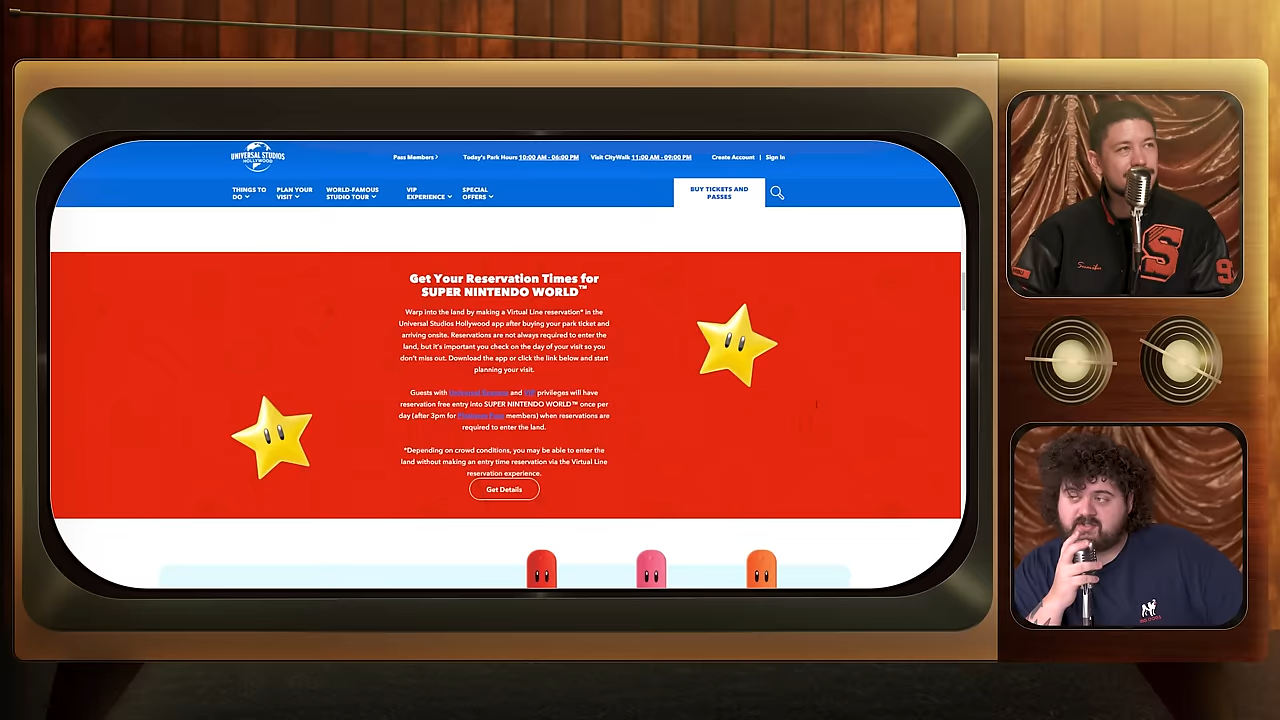 UNIVERSAL STUDIOS
HOLLYWOOD
Pass Members
Today's Park Hours 10:00 AM - 06:00 PM
Visit CityWalk 11:00 AM - 09:00 PM
Create Account | Sign In
THINGS TO
DO
PLAN YOUR
VISIT
WORLD-FAMOUS
STUDIO TOUR
VIP
EXPERIENCE
SPECIAL
OFFERS
BUY TICKETS AND
PASSES
Get Your Reservation Times for
SUPER NINTENDO WORLD™
Warp into the land by making a Virtual Line reservation* in the
Universal Studios Hollywood app after buying your park ticket and
arriving onsite. Reservations are not always required to enter the
land, but it's important you check on the day of your visit so you
don't miss out. Download the app or click the link below and start
planning your visit.
Guests with Universal Express and VIP privileges will have
reservation free entry into SUPER NINTENDO WORLD™ once per
day (after 3pm for Platinum Pass members) when reservations are
required to enter the land.
*Depending on crowd conditions, you may be able to enter the
land without making an entry time reservation via the Virtual Line
reservation experience.
Get Details
S
9
BIG DOGS